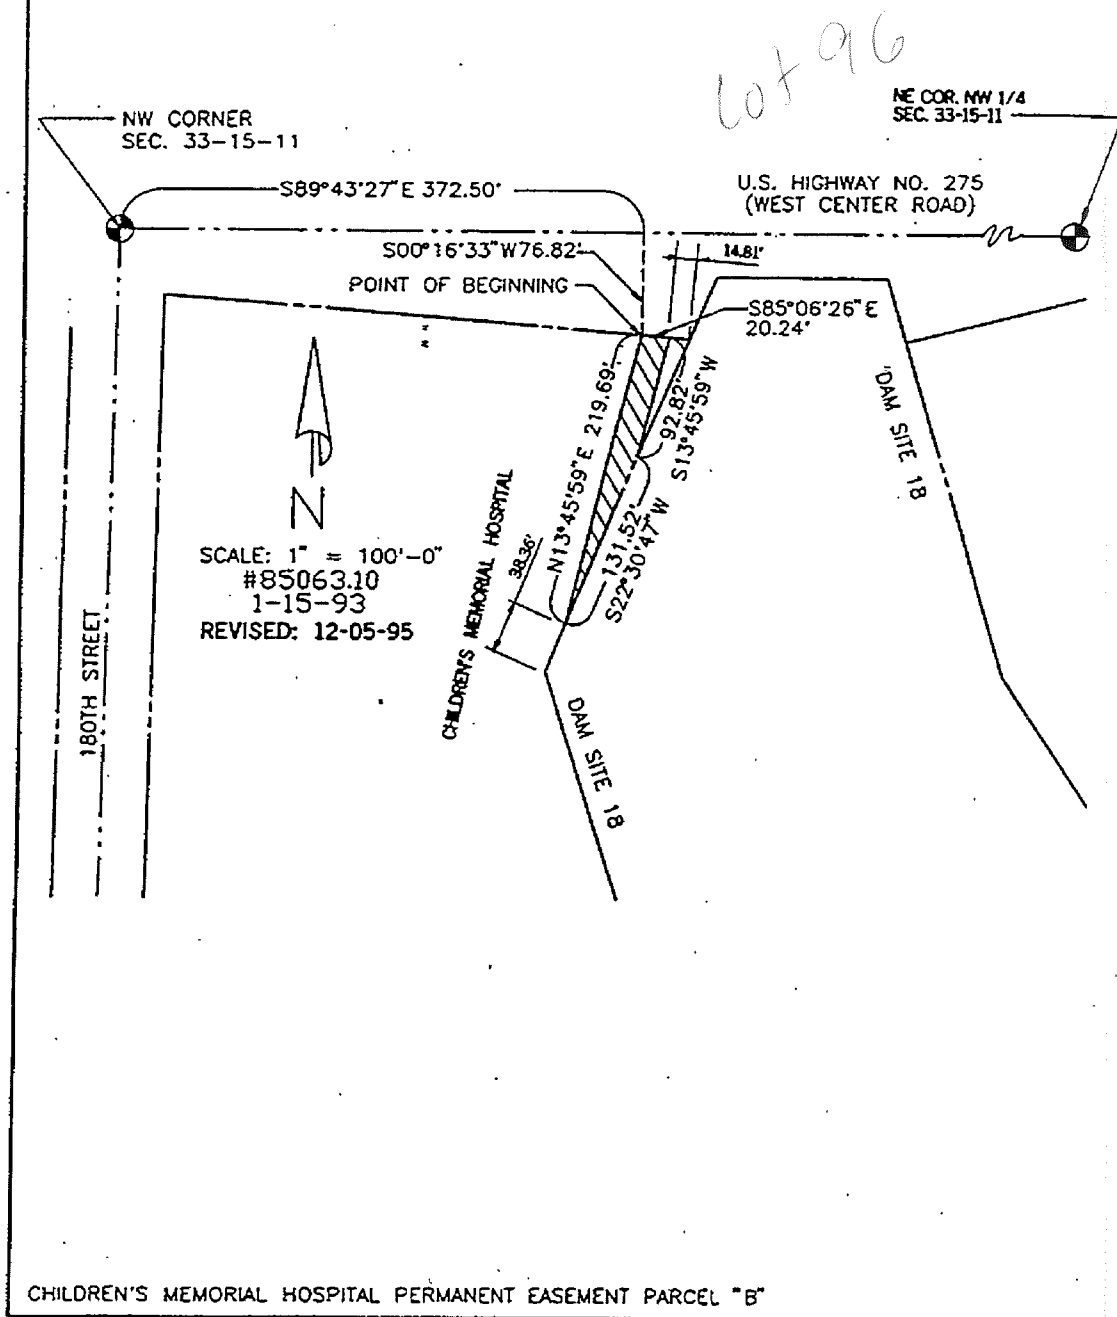 Lot 96
NW CORNER
SEC. 33-15-11
NE COR. NW 1/4
SEC. 33-15-11
S89°43'27"E 372.50'
U.S. HIGHWAY NO. 275
(WEST CENTER ROAD)
S00°16'33"W76.82'
14.81'
POINT OF BEGINNING
S85°06'26"E
20.24'
N13°45'59"E 219.69'
92.82'
S13°45'59"W
'DAM SITE 18
N
SCALE: 1" = 100'-0"
#85063.10
1-15-93
REVISED: 12-05-95
CHILDREN'S MEMORIAL HOSPITAL
38.36'
131.52'
S22°30'47"W
180TH STREET
DAM SITE 18
CHILDREN'S MEMORIAL HOSPITAL PERMANENT EASEMENT PARCEL "B"